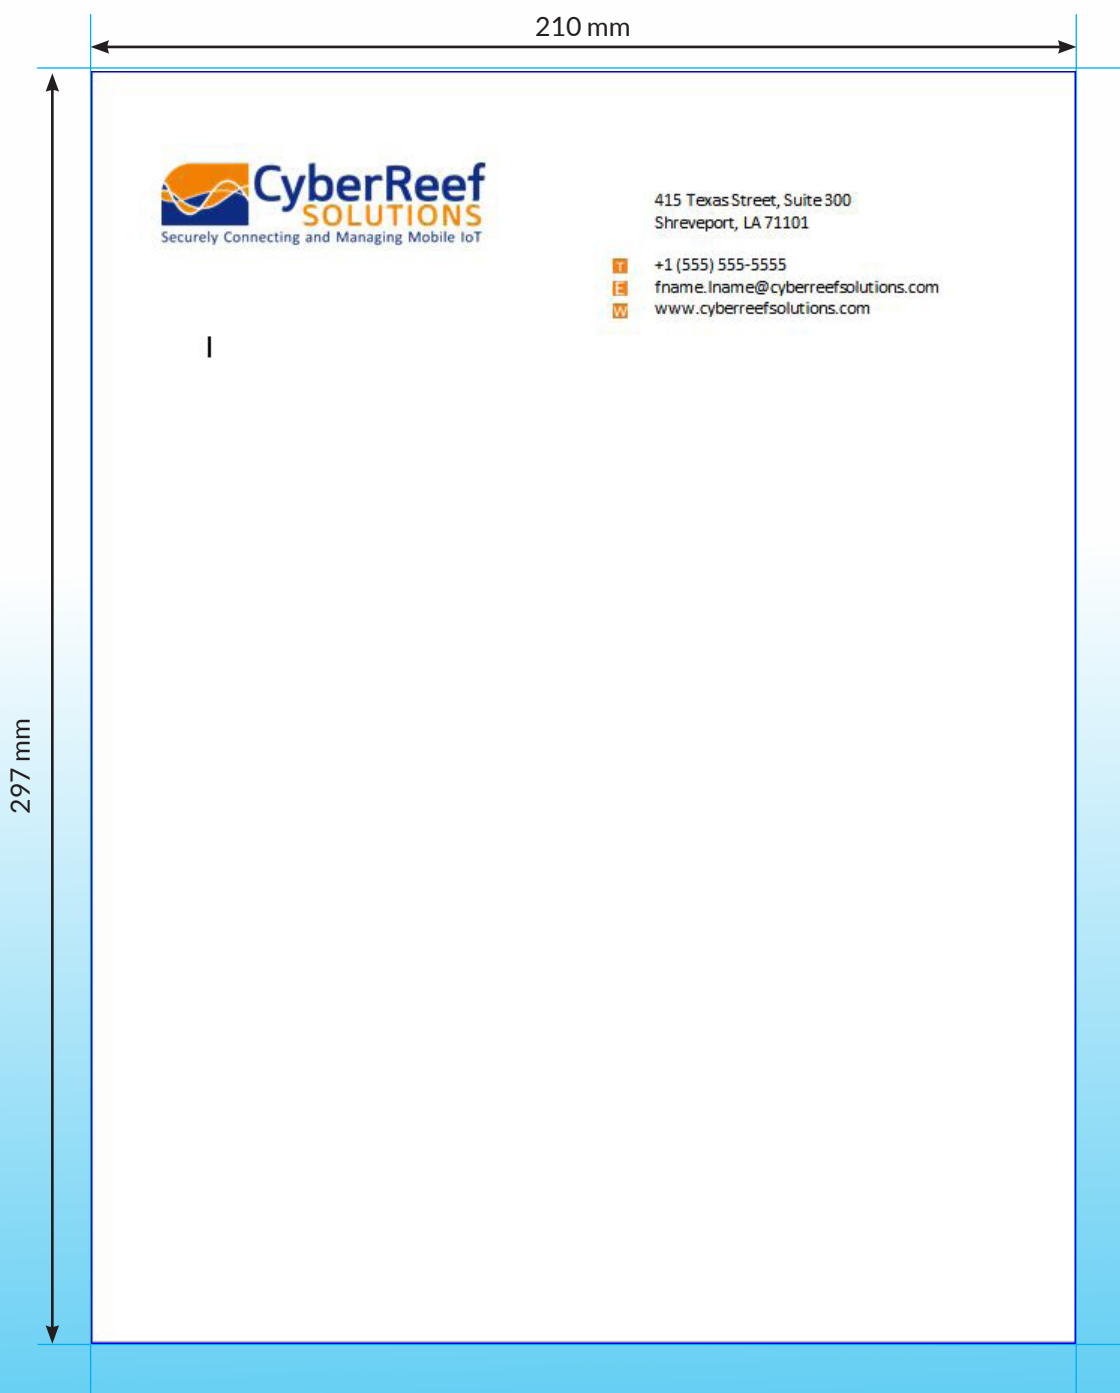 210 mm
297 mm
CyberReef
SOLUTIONS
Securely Connecting and Managing Mobile IoT
415 Texas Street, Suite 300
Shreveport, LA 71101
T +1 (555) 555-5555
E fname.lname@cyberreefsolutions.com
W www.cyberreefsolutions.com